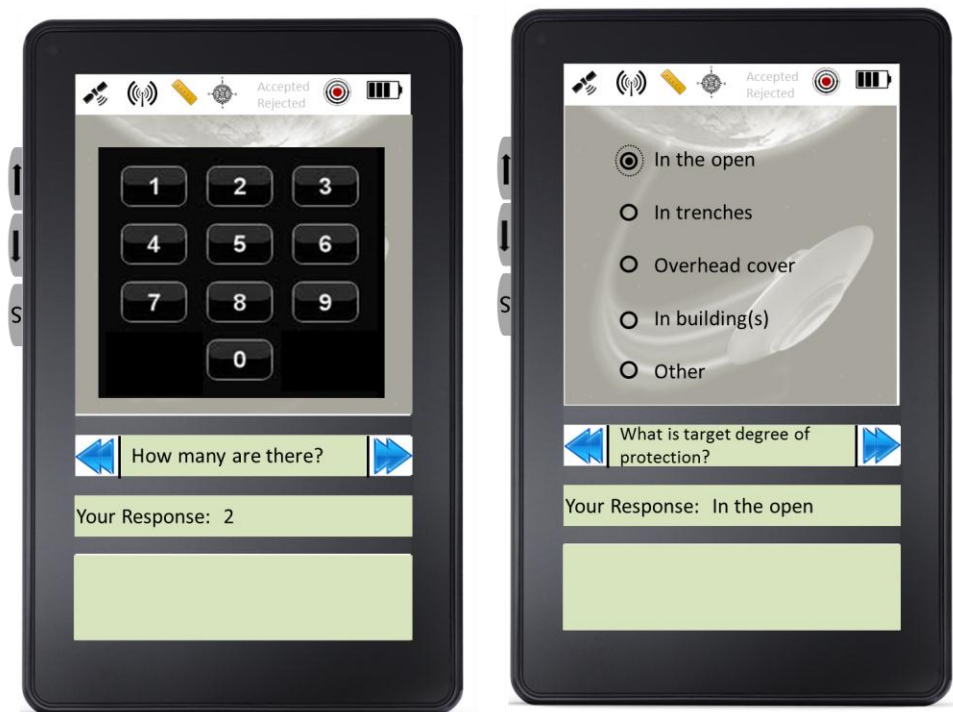 Accepted
Rejected
1 2 3
4 5 6
7 8 9
0
How many are there?
Your Response: 2
S
Accepted
Rejected
In the open
In trenches
Overhead cover
In building(s)
Other
What is target degree of
protection?
Your Response: In the open
S